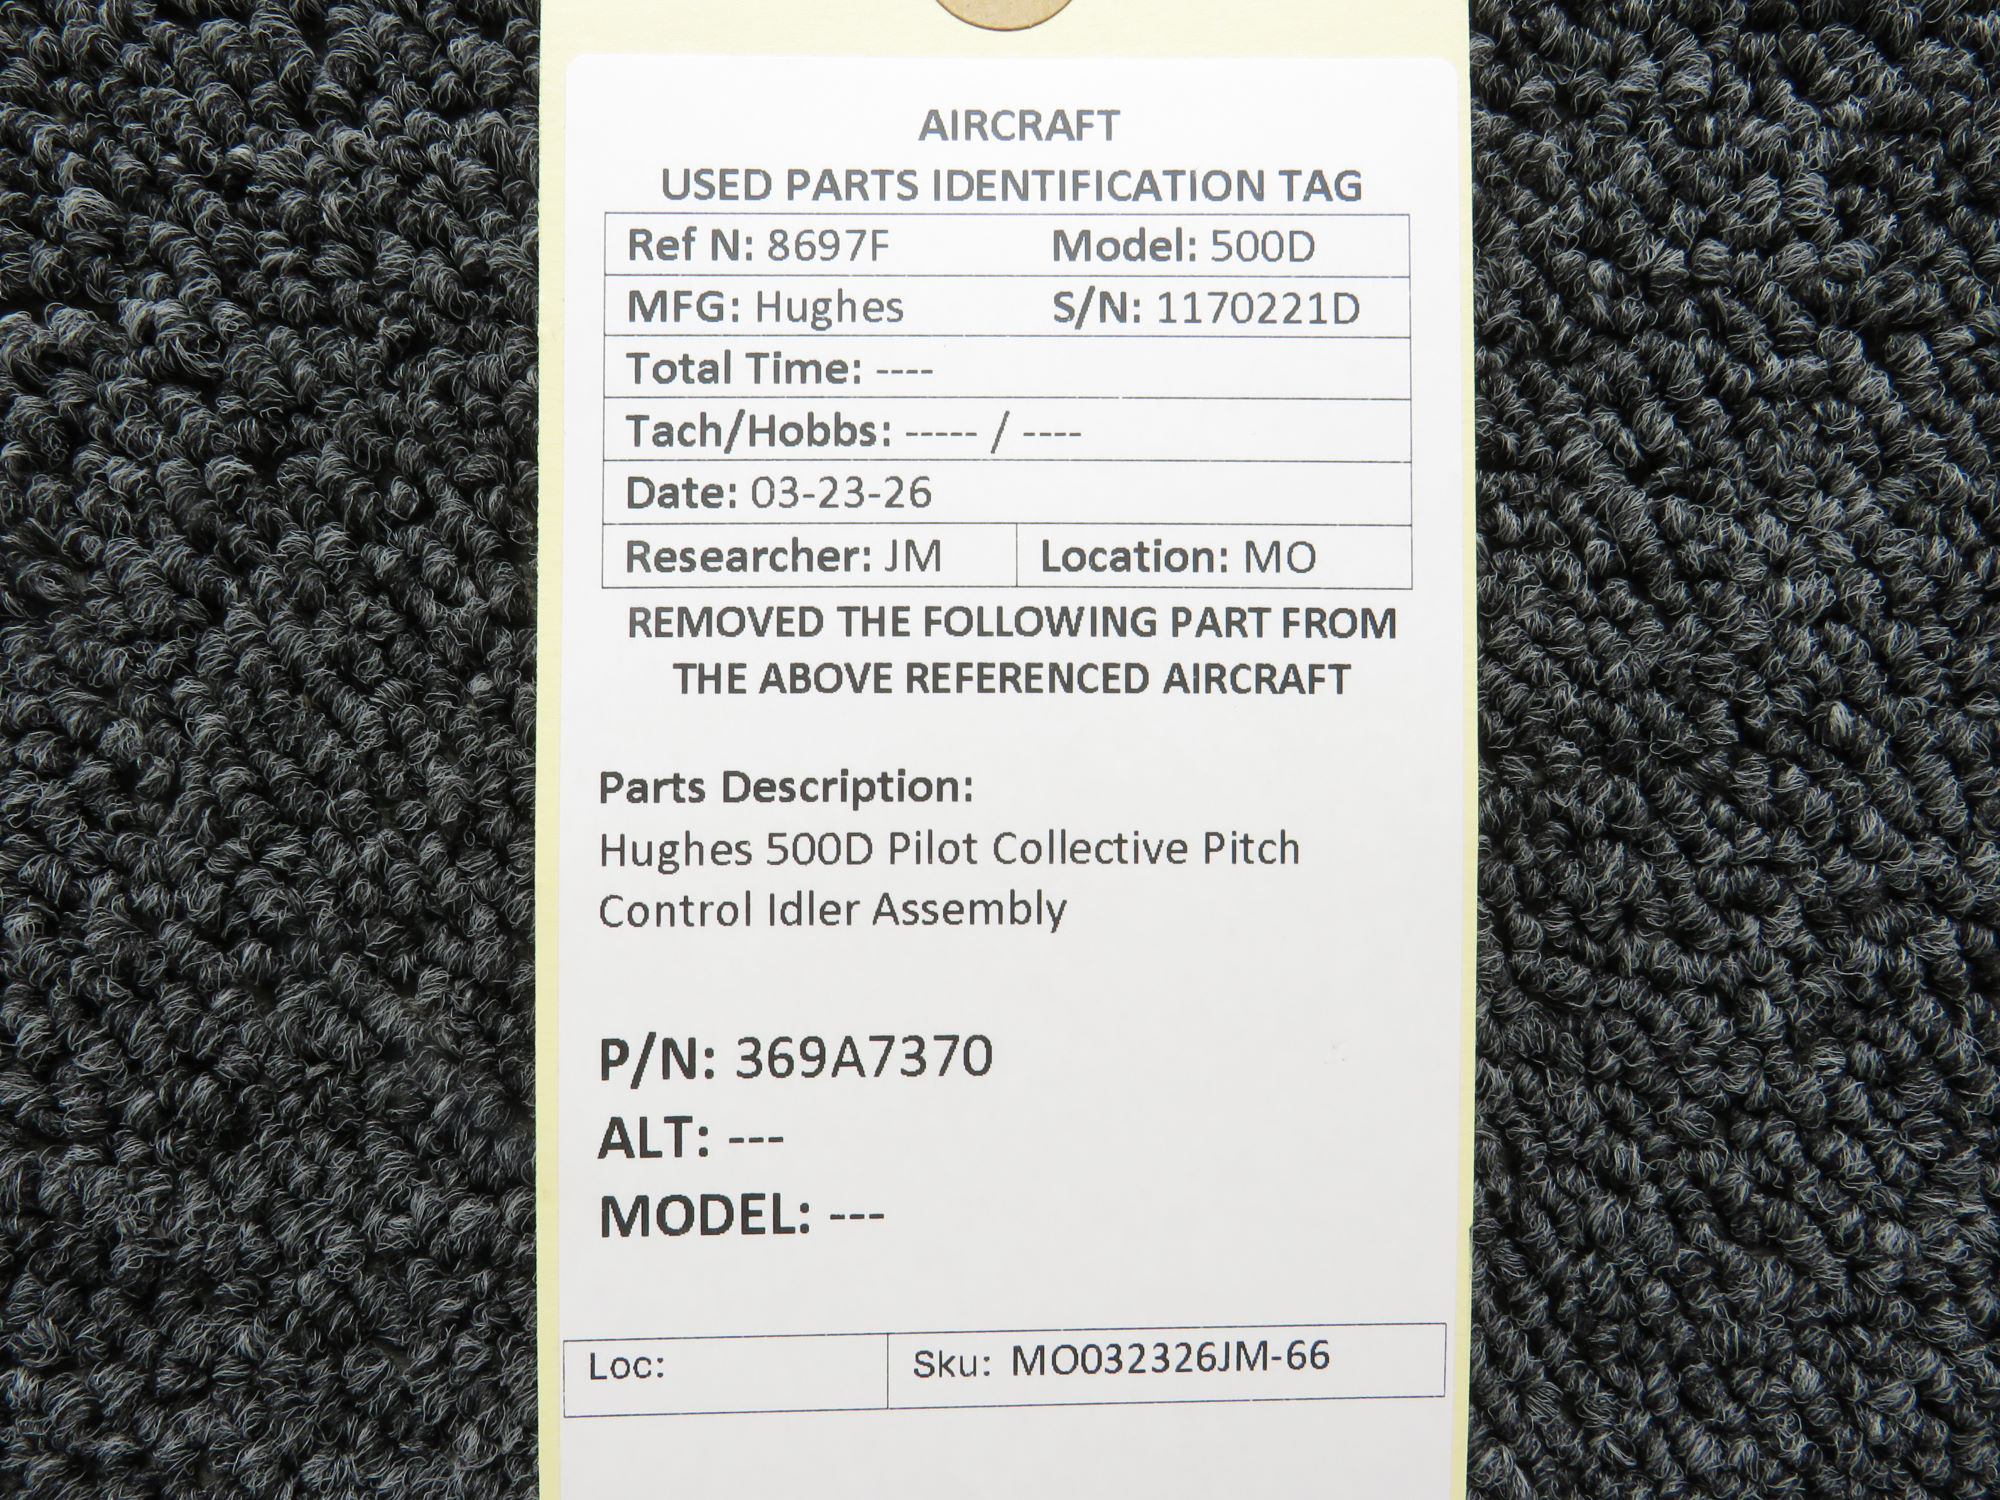 AIRCRAFT
USED PARTS IDENTIFICATION TAG
Ref N: 8697F Model: 500D
MFG: Hughes S/N: 1170221D
Total Time: ----
Tach/Hobbs: ----- / ----
Date: 03-23-26
Researcher: JM Location: MO
REMOVED THE FOLLOWING PART FROM
THE ABOVE REFERENCED AIRCRAFT
Parts Description:
Hughes 500D Pilot Collective Pitch
Control Idler Assembly
P/N: 369A7370
ALT: ---
MODEL: ---
Loc: Sku: MO032326JM-66